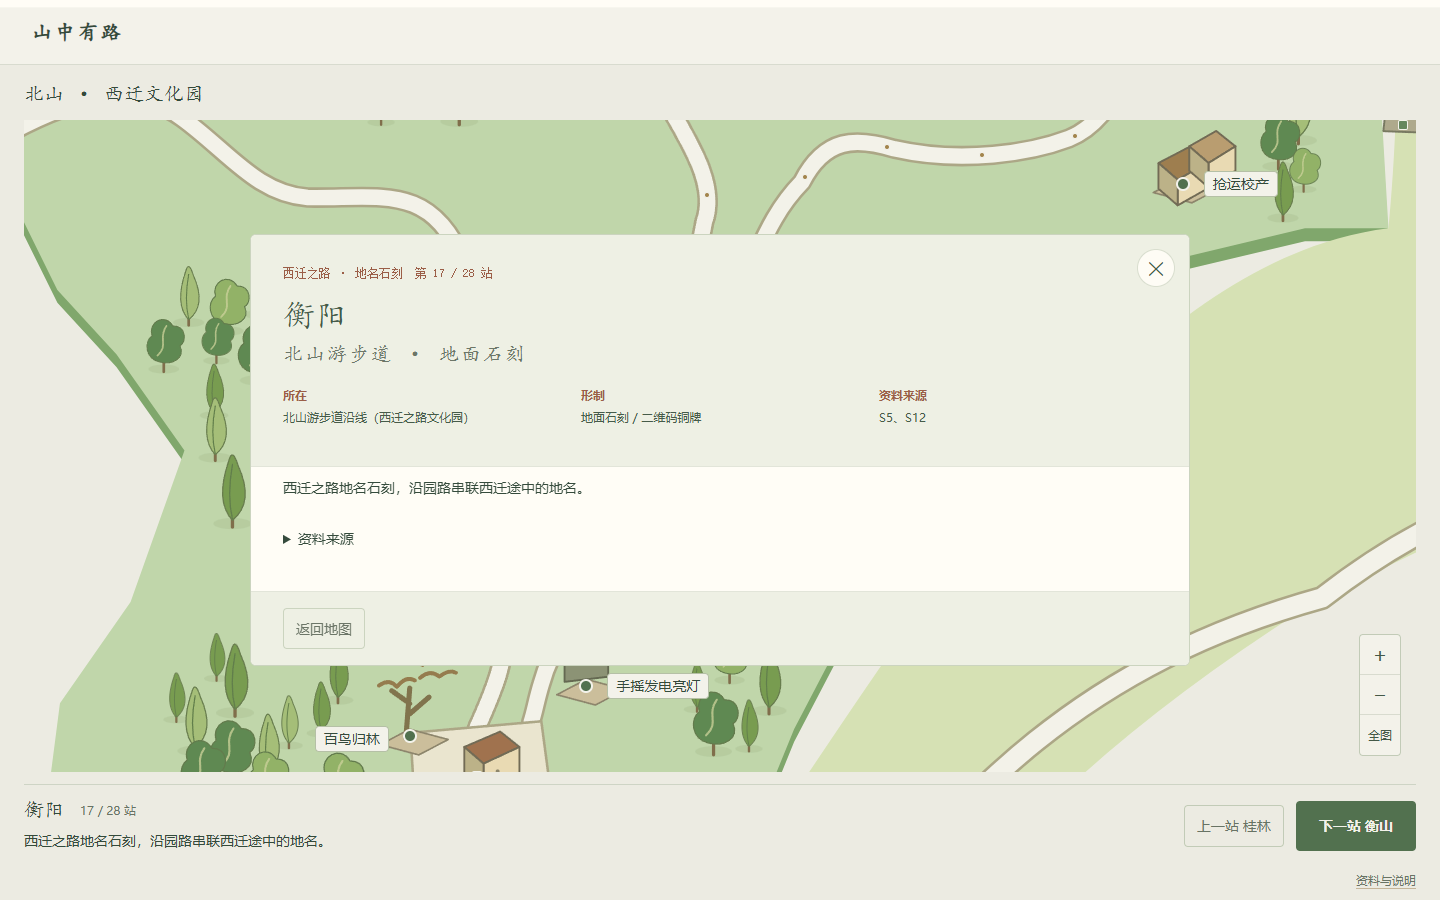 山中有路
北山 • 西迁文化园
抢运校产
西迁之路 · 地名石刻 第 17 / 28 站
衡阳
北山游步道 • 地面石刻
所在
北山游步道沿线（西迁之路文化园）
形制
地面石刻 / 二维码铜牌
资料来源
S5、S12
西迁之路地名石刻，沿园路串联西迁途中的地名。
▶ 资料来源
返回地图
手摇发电亮灯
百鸟归林
+
−
全图
衡阳 17 / 28 站
西迁之路地名石刻，沿园路串联西迁途中的地名。
上一站 桂林
下一站 衡山
资料与说明